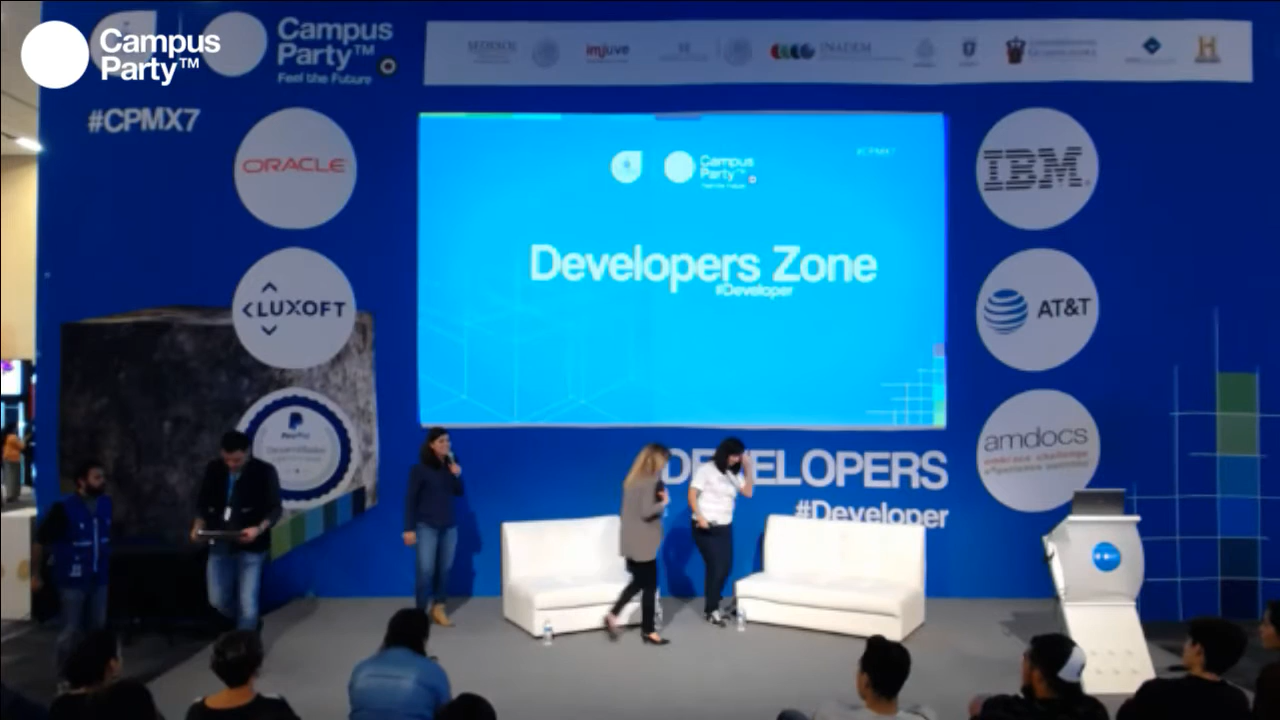 Campus
Party™
Campus
Party™
Feel the Future
#CPMX7
imjuve
INADEM
H
ORACLE
LUXOFT
PayPal
#CPMX7
Campus
Party™
Developers Zone
#Developer
IBM
AT&T
amdocs
DEVELOPERS
#Developer